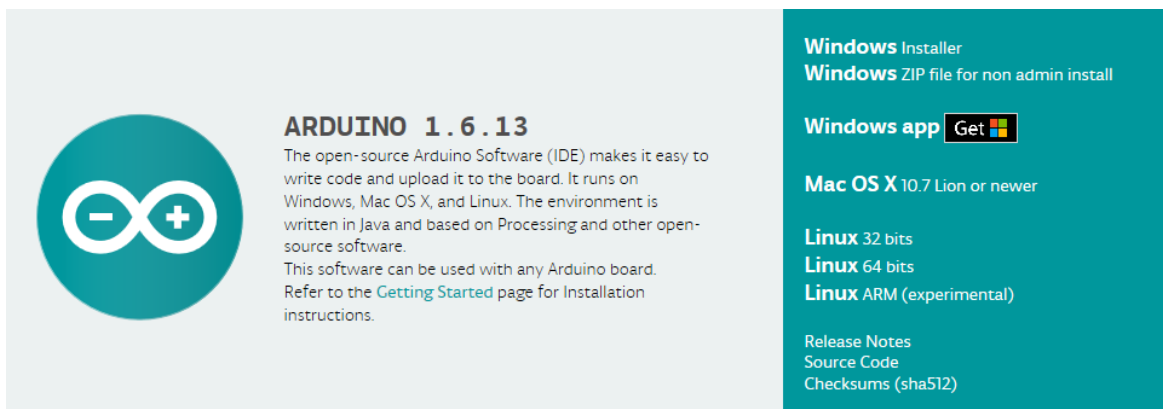 ARDUINO 1.6.13
The open-source Arduino Software (IDE) makes it easy to
write code and upload it to the board. It runs on
Windows, Mac OS X, and Linux. The environment is
written in Java and based on Processing and other open-
source software.
This software can be used with any Arduino board.
Refer to the Getting Started page for Installation
instructions.
Windows Installer
Windows ZIP file for non admin install
Windows app Get
Mac OS X 10.7 Lion or newer
Linux 32 bits
Linux 64 bits
Linux ARM (experimental)
Release Notes
Source Code
Checksums (sha512)